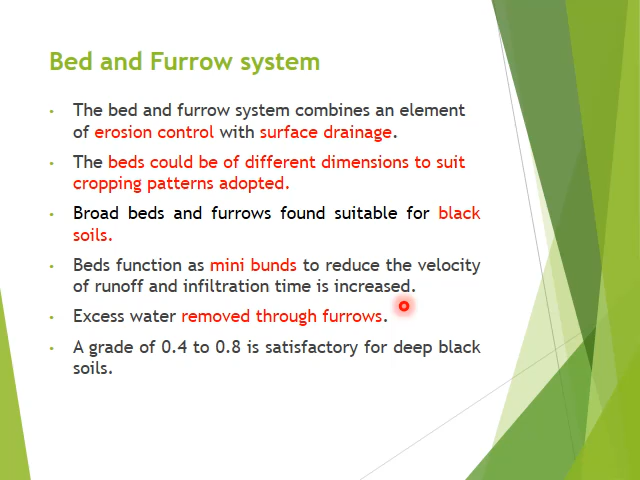 Bed and Furrow system
• The bed and furrow system combines an element
of erosion control with surface drainage.
• The beds could be of different dimensions to suit
cropping patterns adopted.
• Broad beds and furrows found suitable for black
soils.
• Beds function as mini bunds to reduce the velocity
of runoff and infiltration time is increased.
• Excess water removed through furrows.
• A grade of 0.4 to 0.8 is satisfactory for deep black
soils.